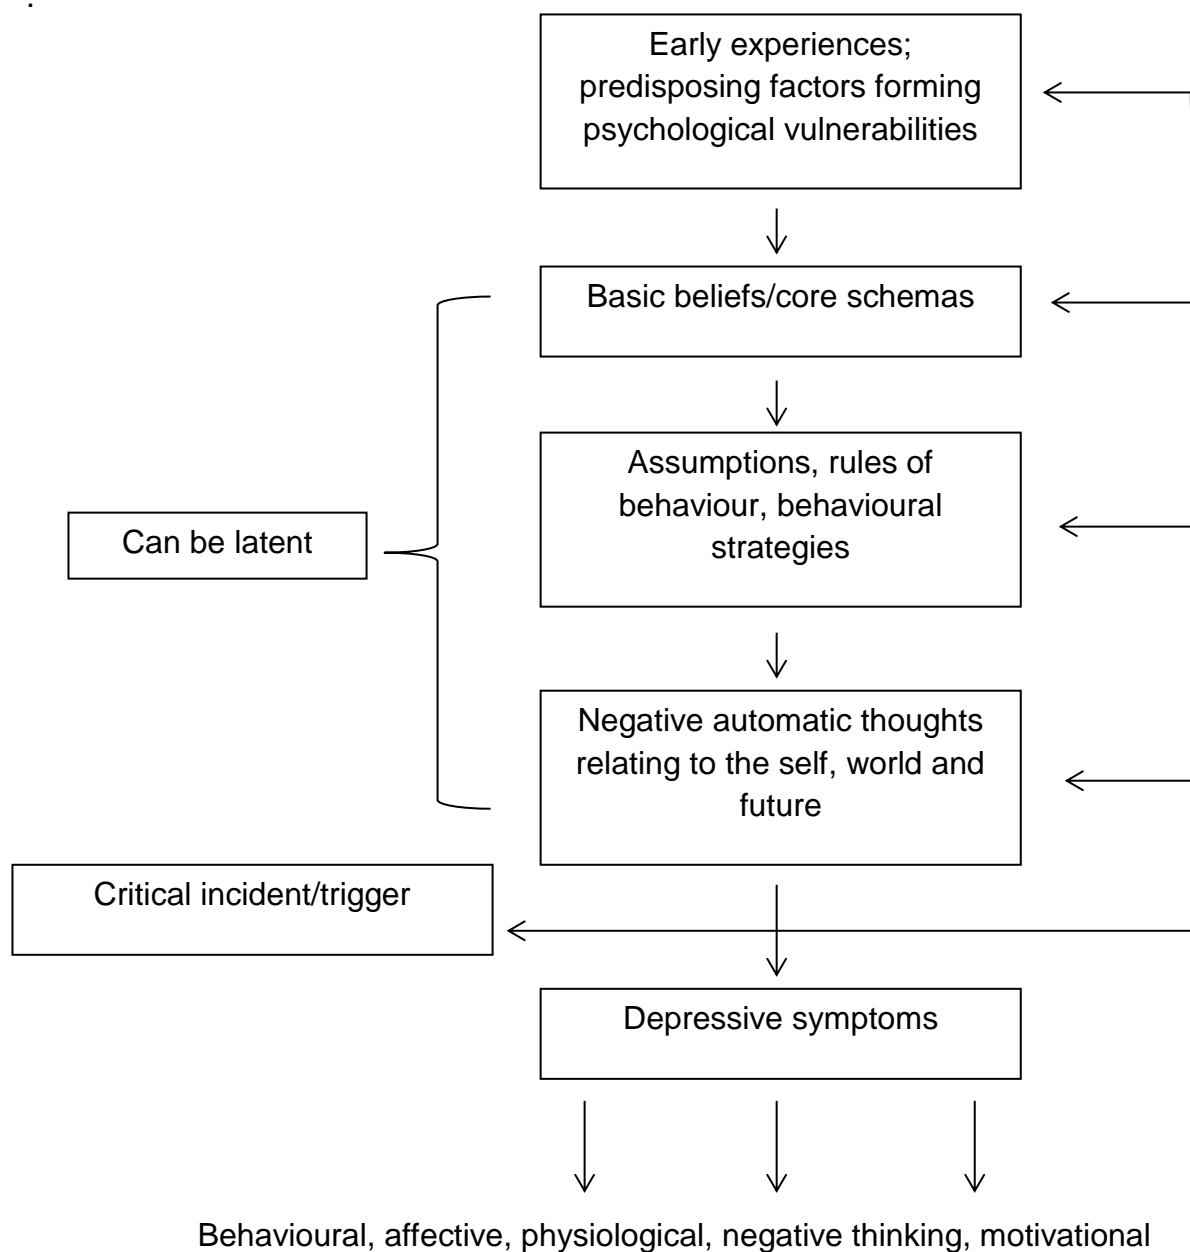 .
Early experiences;
predisposing factors forming
psychological vulnerabilities
Basic beliefs/core schemas
Assumptions, rules of
behaviour, behavioural
strategies
Can be latent
Negative automatic thoughts
relating to the self, world and
future
Critical incident/trigger
Depressive symptoms
Behavioural, affective, physiological, negative thinking, motivational